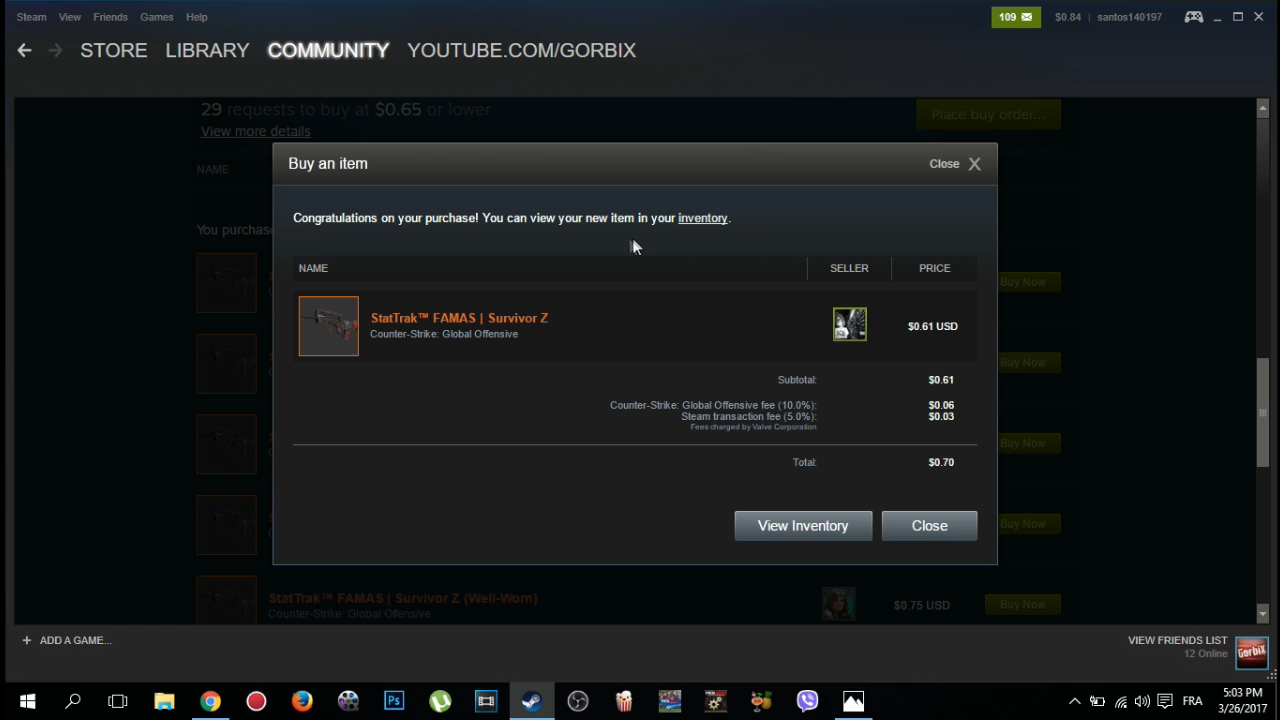 Steam View Friends Games Help 109 $0.84 | santos140197
STORE LIBRARY COMMUNITY YOUTUBE.COM/GORBIX
29 requests to buy at $0.65 or lower Place buy order...
View more details
Buy an item Close X
NAME
Congratulations on your purchase! You can view your new item in your inventory.
You purchase
NAME SELLER PRICE
Buy Now
StatTrak™ FAMAS | Survivor Z
Counter-Strike: Global Offensive
$0.61 USD
Buy Now
Subtotal: $0.61
Counter-Strike: Global Offensive fee (10.0%): $0.06
Steam transaction fee (5.0%): $0.03
Fees charged by Valve Corporation
Buy Now
Total: $0.70
View Inventory Close
Buy Now
StatTrak™ FAMAS | Survivor Z (Well-Worn)
Counter-Strike: Global Offensive
$0.75 USD Buy Now
+ ADD A GAME... VIEW FRIENDS LIST
12 Online
GorbiX
Ps
FRA
5:03 PM
3/26/2017